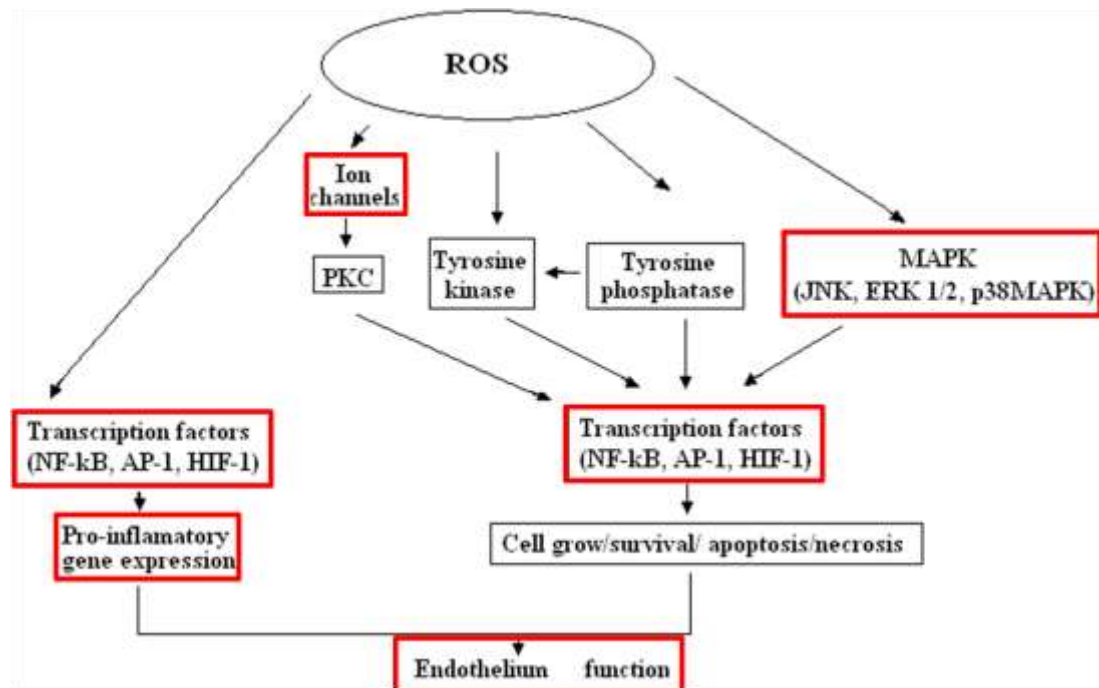 ROS
Ion
channels
PKC
Tyrosine
kinase
Tyrosine
phosphatase
MAPK
(JNK, ERK 1/2, p38MAPK)
Transcription factors
(NF-kB, AP-1, HIF-1)
Transcription factors
(NF-kB, AP-1, HIF-1)
Pro-inflamatory
gene expression
Cell grow/survival/ apoptosis/necrosis
Endothelium function